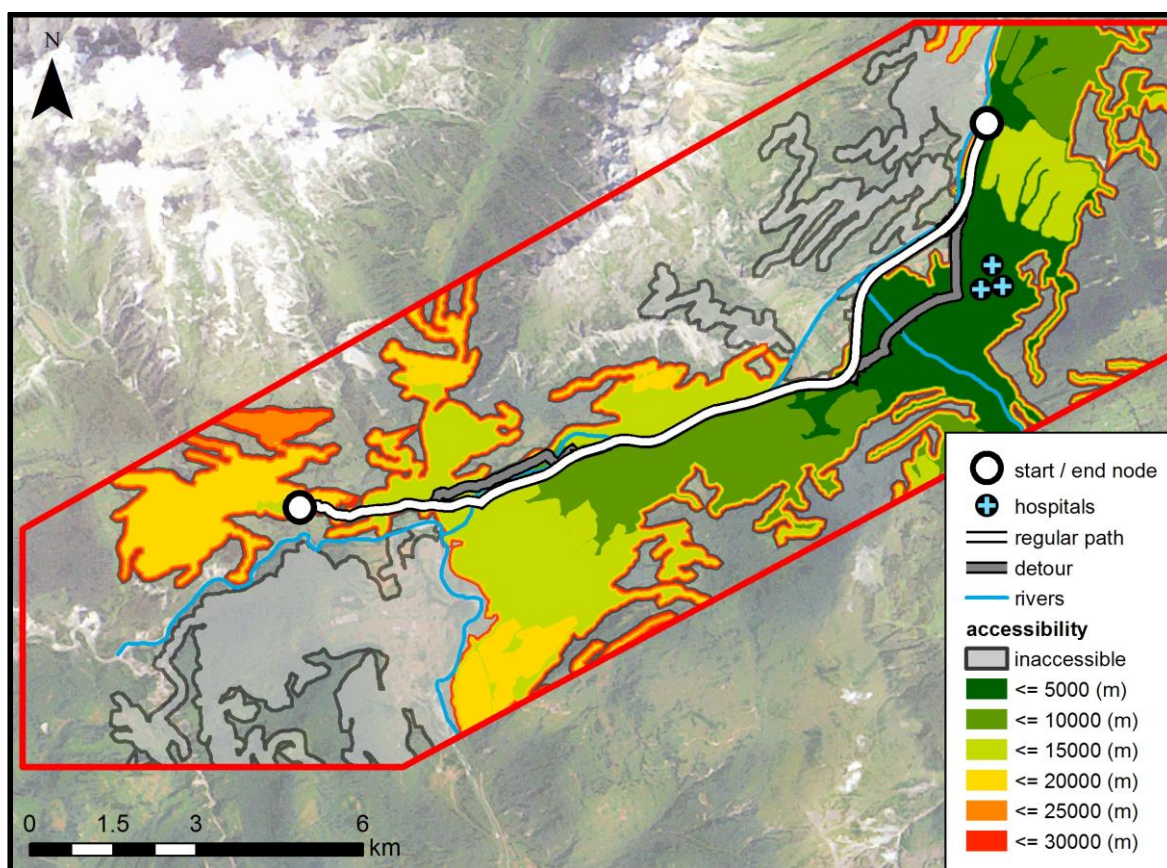 N
start / end node
hospitals
regular path
detour
rivers
accessibility
inaccessible
<= 5000 (m)
<= 10000 (m)
<= 15000 (m)
<= 20000 (m)
<= 25000 (m)
<= 30000 (m)
0 1.5 3 6
km